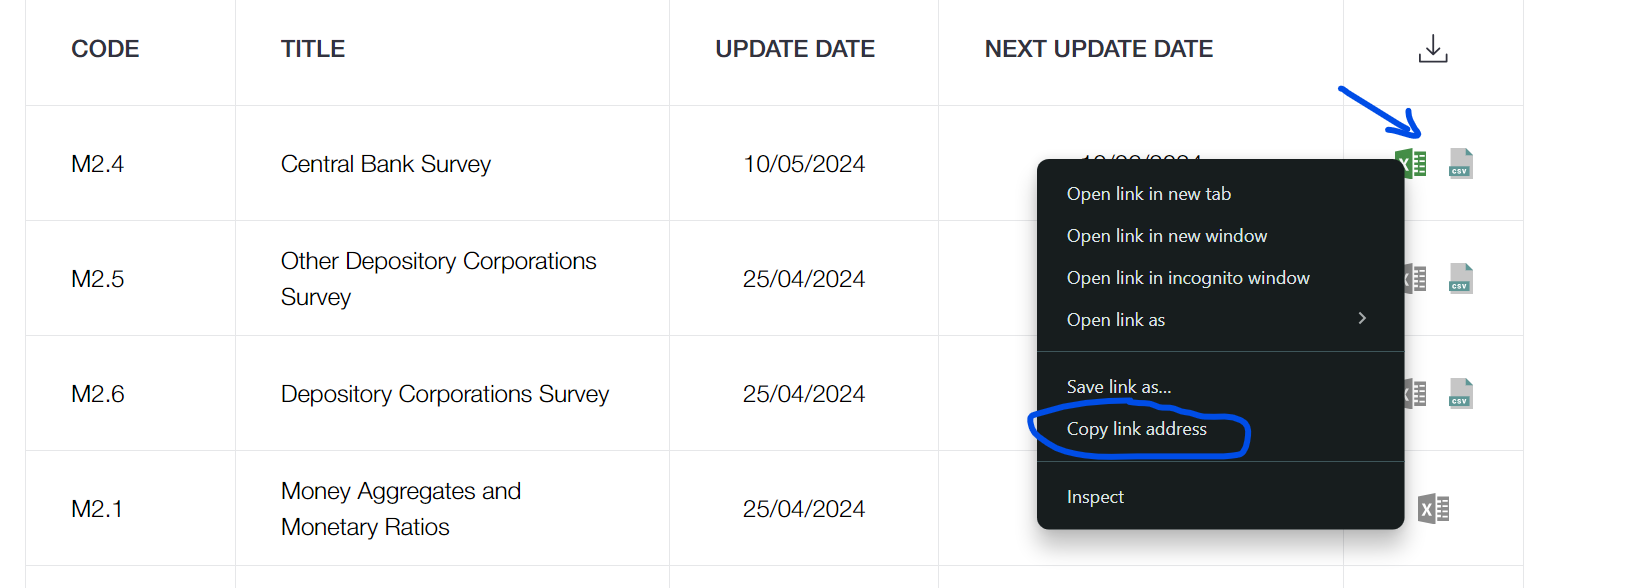 CODE
TITLE
UPDATE DATE
NEXT UPDATE DATE
M2.4
Central Bank Survey
10/05/2024
X
CSV
M2.5
Other Depository Corporations
Survey
25/04/2024
CSV
M2.6
Depository Corporations Survey
25/04/2024
CSV
M2.1
Money Aggregates and
Monetary Ratios
25/04/2024
X
Open link in new tab
Open link in new window
Open link in incognito window
Open link as
Save link as...
Copy link address
Inspect